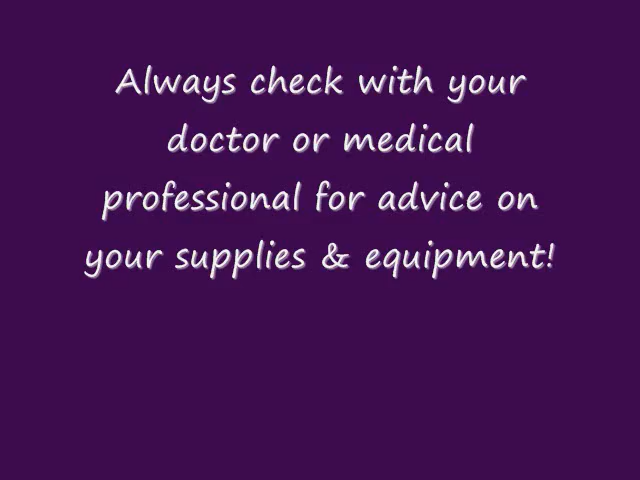 Always check with your
doctor or medical
professional for advice on
your supplies & equipment!